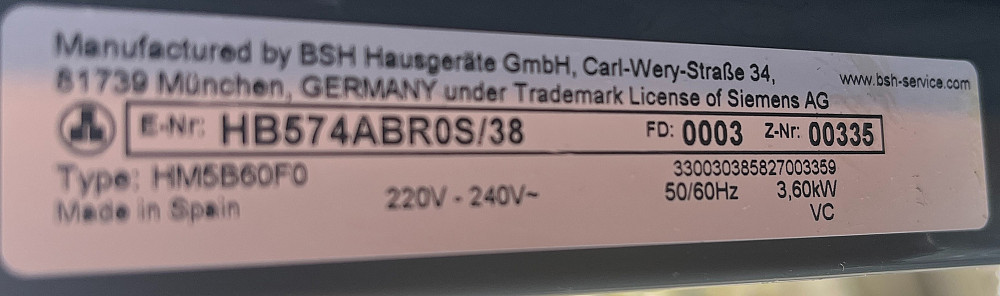 Manufactured by BSH Hausgeräte GmbH, Carl-Wery-Straße 34,
81739 München, GERMANY under Trademark License of Siemens AG
www.bsh-service.com
E-Nr: HB574ABR0S/38 FD: 0003 Z-Nr: 00335
330030385827003359
Type: HM5B60F0 220V - 240V~ 50/60Hz 3,60kW
Made in Spain VC